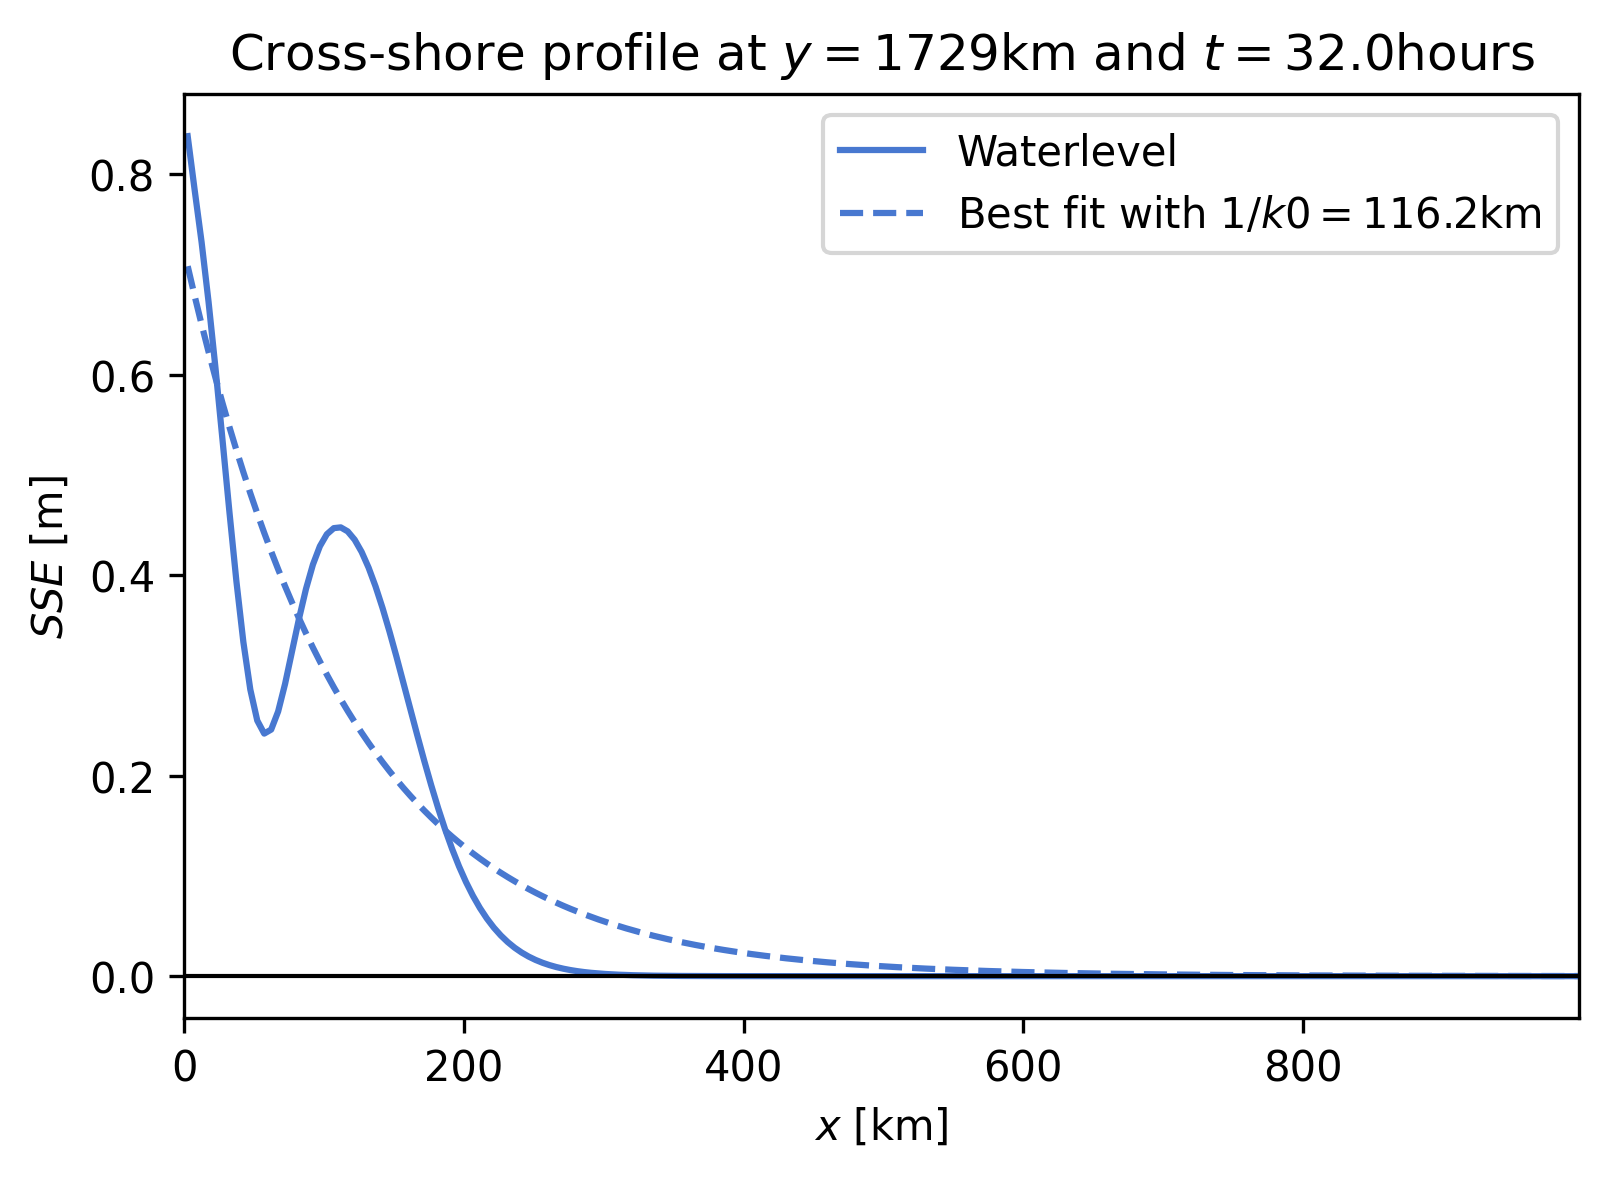 Cross-shore profile at y = 1729km and t = 32.0hours
Waterlevel
Best fit with 1/k0 = 116.2km
0.8
0.6
0.4
0.2
0.0
SSE [m]
0 200 400 600 800
x [km]